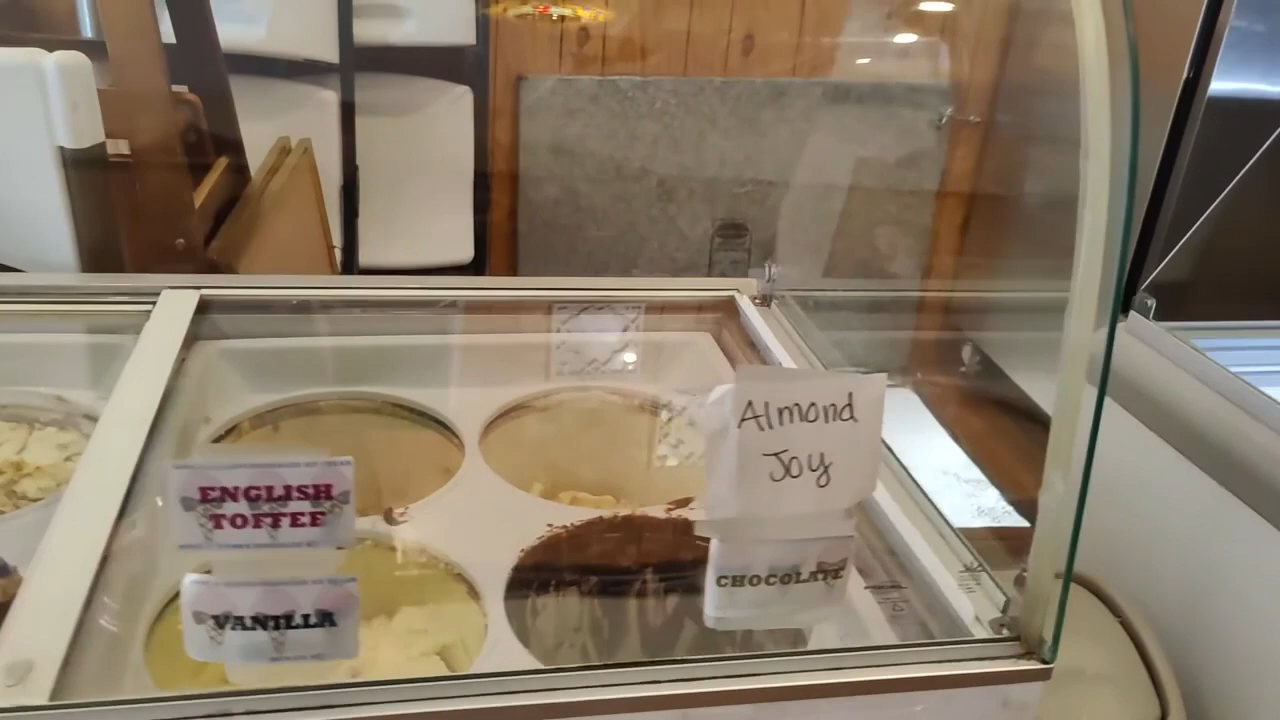 Almond
Joy
ENGLISH
TOFFEE
CHOCOLATE
VANILLA